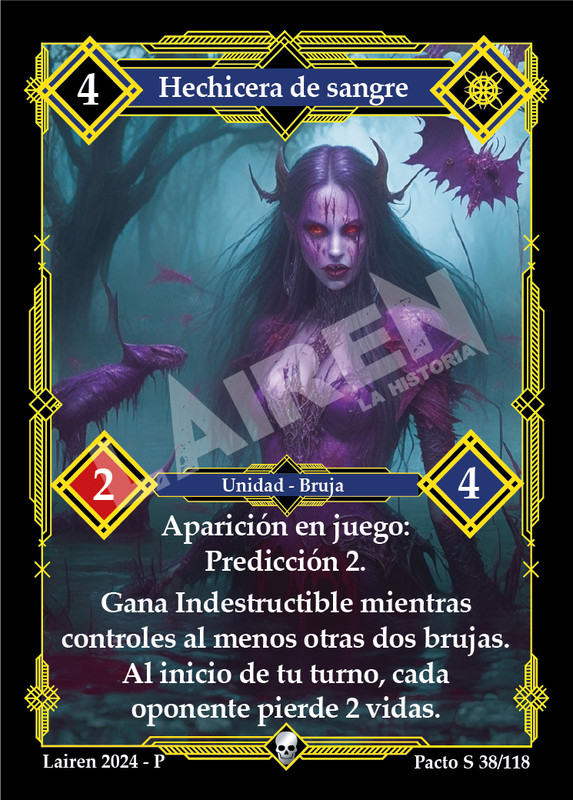 4
Hechicera de sangre
LAIREN
LA HISTORIA
2
Unidad - Bruja
4
Aparición en juego:
Predicción 2.
Gana Indestructible mientras
controles al menos otras dos brujas.
Al inicio de tu turno, cada
oponente pierde 2 vidas.
Lairen 2024 - P
Pacto S 38/118